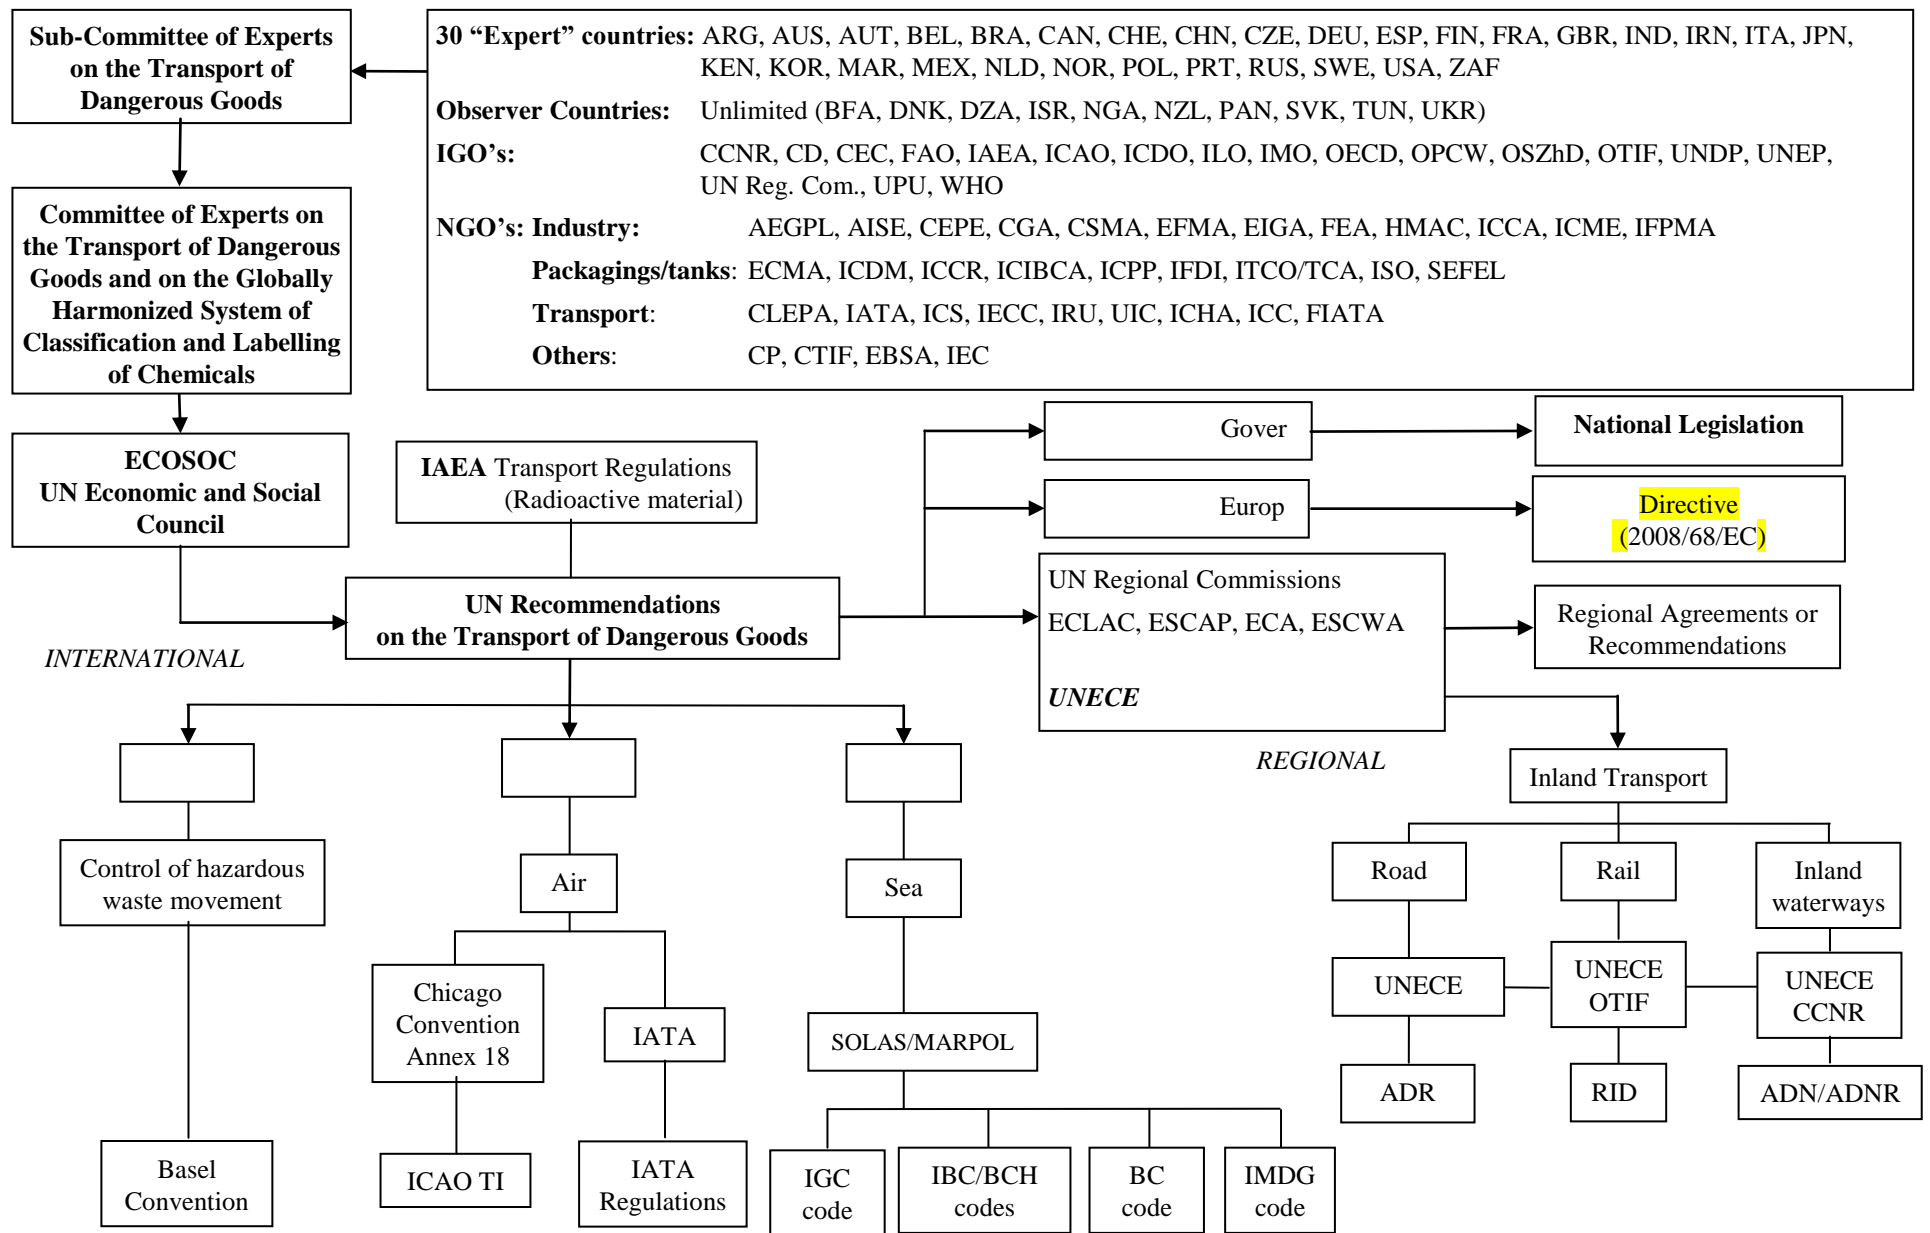 Sub-Committee of Experts
on the Transport of
Dangerous Goods
30 “Expert” countries: ARG, AUS, AUT, BEL, BRA, CAN, CHE, CHN, CZE, DEU, ESP, FIN, FRA, GBR, IND, IRN, ITA, JPN,
KEN, KOR, MAR, MEX, NLD, NOR, POL, PRT, RUS, SWE, USA, ZAF
Observer Countries: Unlimited (BFA, DNK, DZA, ISR, NGA, NZL, PAN, SVK, TUN, UKR)
IGO's: CCNR, CD, CEC, FAO, IAEA, ICAO, ICDO, ILO, IMO, OECD, OPCW, OSZhD, OTIF, UNDP, UNEP,
UN Reg. Com., UPU, WHO
NGO's: Industry: AEGPL, AISE, CEPE, CGA, CSMA, EFMA, EIGA, FEA, HMAC, ICCA, ICME, IFPMA
Packagings/tanks: ECMA, ICDM, ICCR, ICIBCA, ICPP, IFDI, ITCO/TCA, ISO, SEFEL
Transport: CLEPA, IATA, ICS, IECC, IRU, UIC, ICHA, ICC, FIATA
Others: CP, CTIF, EBSA, IEC
Committee of Experts on
the Transport of Dangerous
Goods and on the Globally
Harmonized System of
Classification and Labelling
of Chemicals
ECOSOC
UN Economic and Social
Council
IAEA Transport Regulations
(Radioactive material)
Gover
National Legislation
Europ
Directive
(2008/68/EC)
UN Recommendations
on the Transport of Dangerous Goods
UN Regional Commissions
ECLAC, ESCAP, ECA, ESCWA
UNECE
Regional Agreements or
Recommendations
INTERNATIONAL
REGIONAL
Inland Transport
Control of hazardous
waste movement
Air
Sea
Road
Rail
Inland
waterways
Chicago
Convention
Annex 18
IATA
SOLAS/MARPOL
UNECE
UNECE
OTIF
UNECE
CCNR
ADR
RID
ADN/ADNR
Basel
Convention
ICAO TI
IATA
Regulations
IGC
code
IBC/BCH
codes
BC
code
IMDG
code